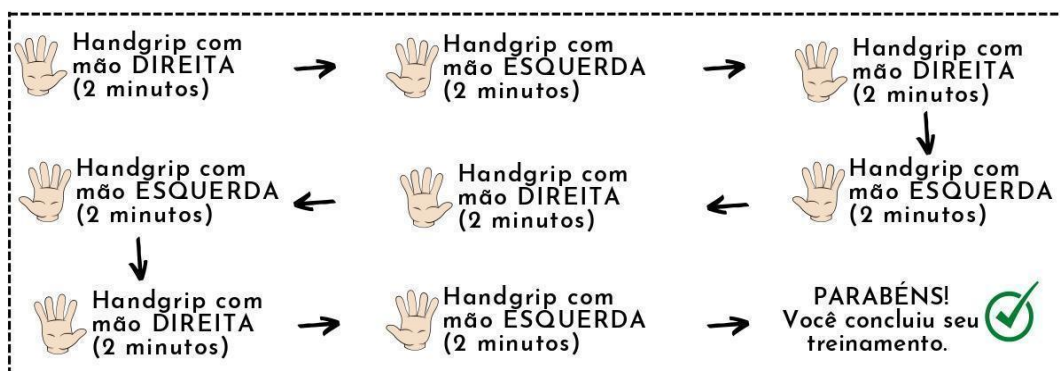 Handgrip com
mão DIREITA
(2 minutos)
Handgrip com
mão ESQUERDA
(2 minutos)
Handgrip com
mão DIREITA
(2 minutos)
Handgrip com
mão ESQUERDA
(2 minutos)
Handgrip com
mão DIREITA
(2 minutos)
Handgrip com
mão ESQUERDA
(2 minutos)
Handgrip com
mão DIREITA
(2 minutos)
Handgrip com
mão ESQUERDA
(2 minutos)
PARABÉNS!
Você concluiu seu
treinamento.